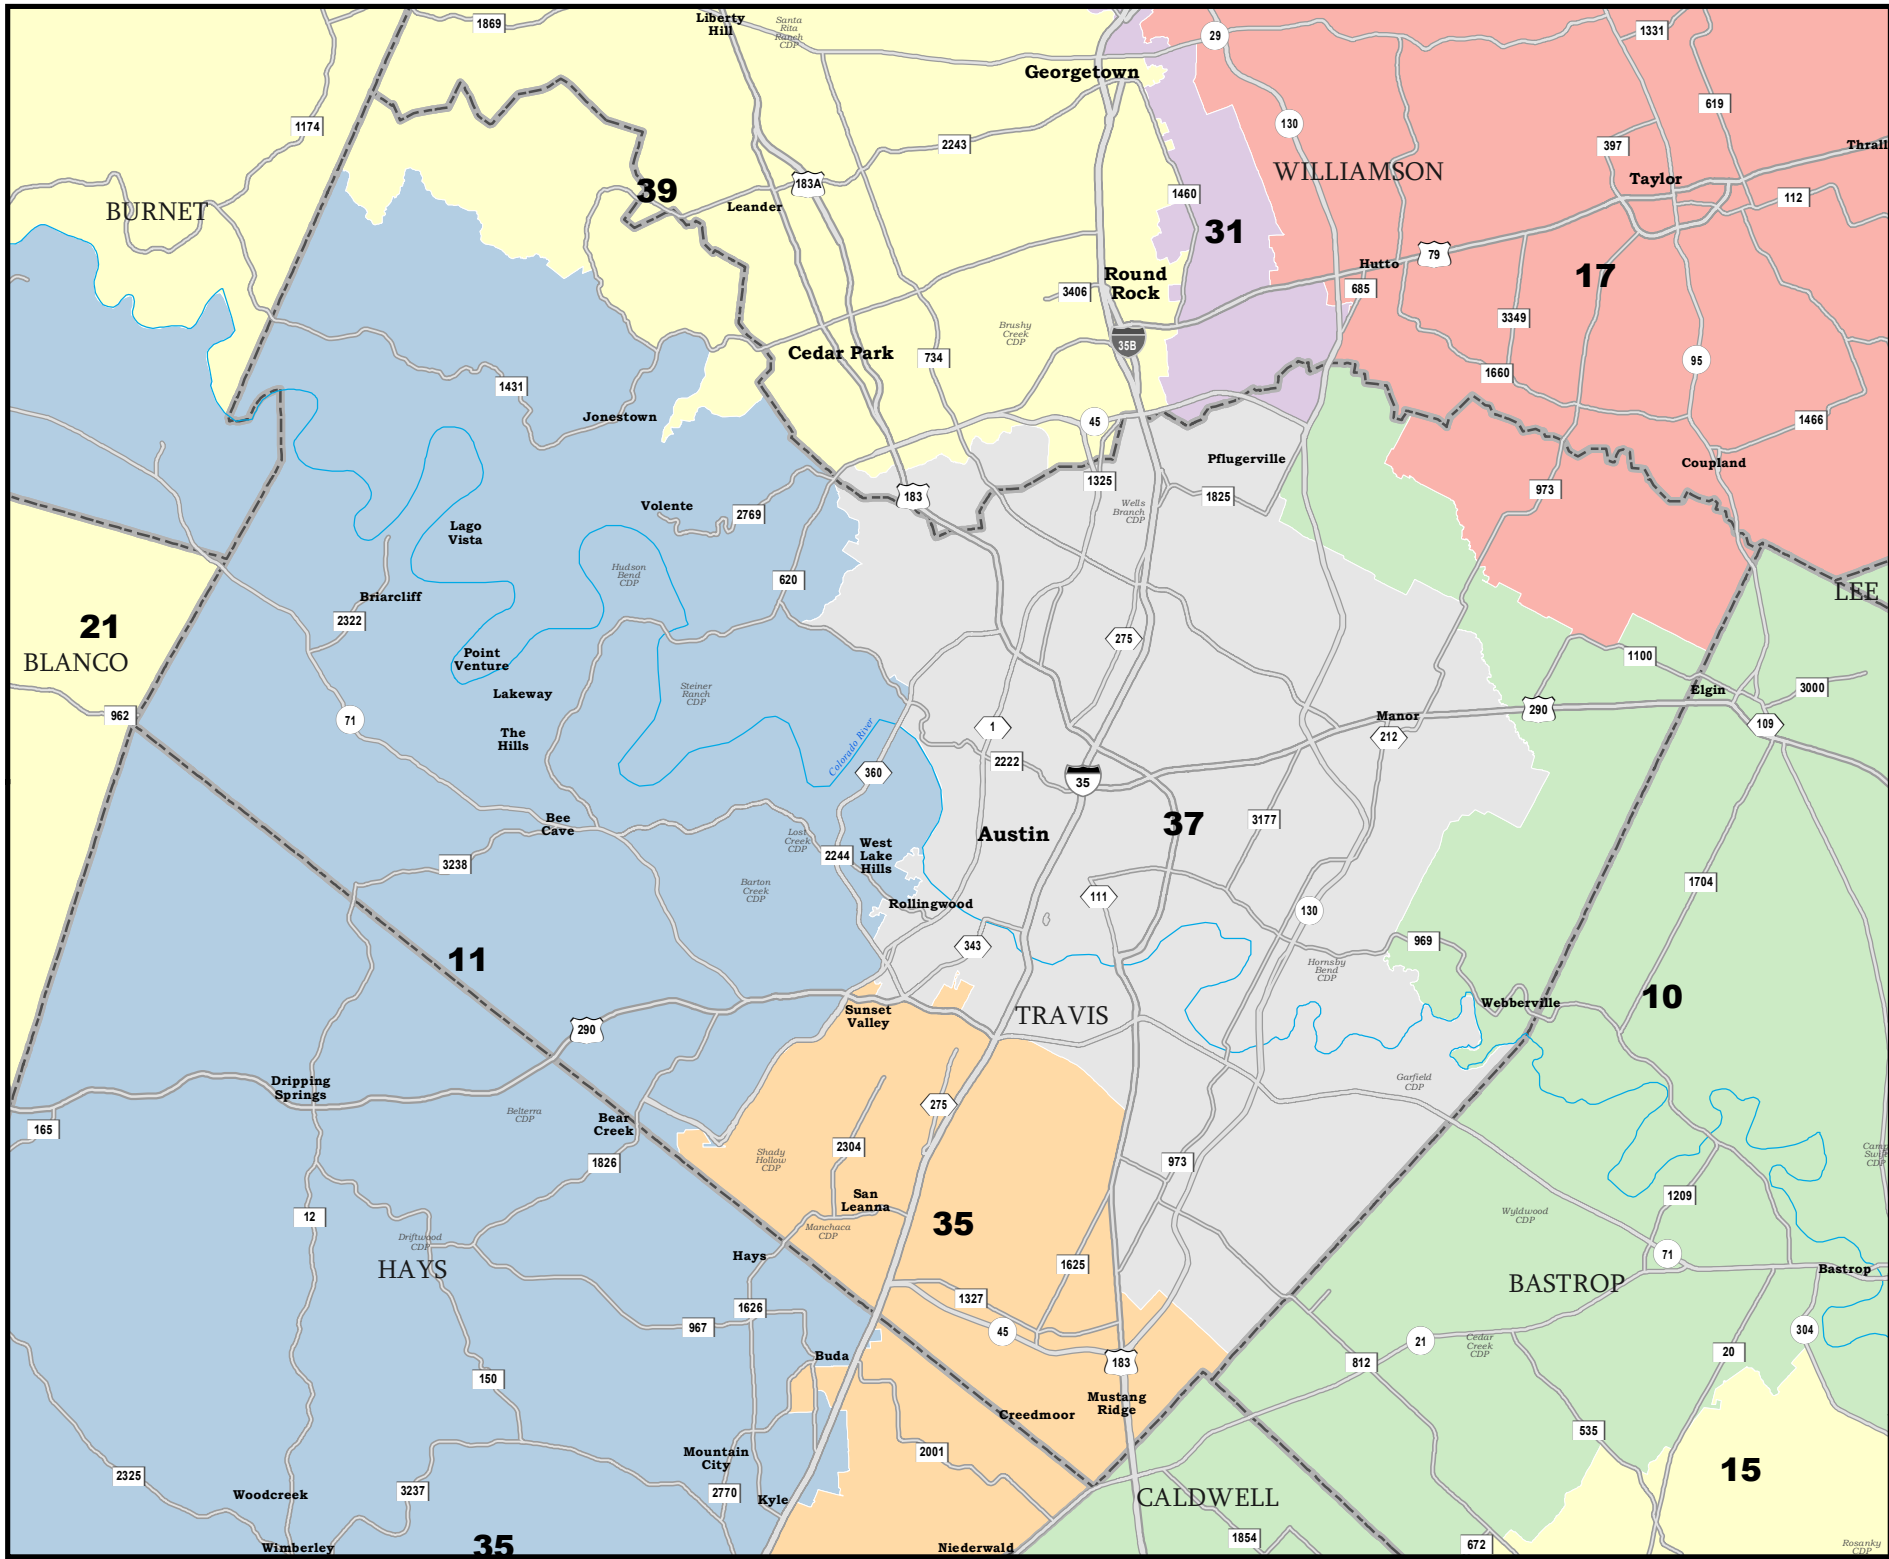 1869
Liberty
Hill
Santa
Rita
Ranch
CDP
29
1331
Georgetown
619
1174
130
397
2243
Thrall
WILLIAMSON
Taylor
183A
39
1460
112
Leander
BURNET
31
79
Hutto
17
Round
Rock
3406
685
3349
Brushy
Creek
CDP
35B
Cedar Park
734
95
1660
1431
Jonestown
45
1466
Pflugerville
Coupland
1325
973
183
1825
Volente
2769
Wells
Branch
CDP
Lago
Vista
Hudson
Bend
CDP
620
LEE
Briarcliff
2322
21
275
BLANCO
Point
Venture
1100
Lakeway
Steiner
Ranch
CDP
Elgin
3000
962
71
290
Manor
1
212
109
The
Hills
Colorado River
2222
360
35
Bee
Cave
Austin
37
3177
Lost
Creek
CDP
West
Lake
Hills
2244
3238
1704
Barton
Creek
CDP
111
Rollingwood
130
343
969
11
Hornsby
Bend
CDP
10
Webberville
Sunset
Valley
TRAVIS
290
Dripping
Springs
Garfield
CDP
275
Belterra
CDP
Bear
Creek
165
2304
Shady
Hollow
CDP
1826
973
San
Leanna
1209
12
35
Wyldwood
CDP
Manchaca
CDP
Driftwood
CDP
Hays
71
HAYS
1625
Bastrop
BASTROP
1327
1626
967
45
21
304
Cedar
Creek
CDP
20
Buda
183
812
150
Mustang
Ridge
Creedmoor
535
2001
Mountain
City
15
2325
3237
2770
Woodcreek
Kyle
CALDWELL
1854
672
Wimberley
35
Niederwald
Rosanky
CDP